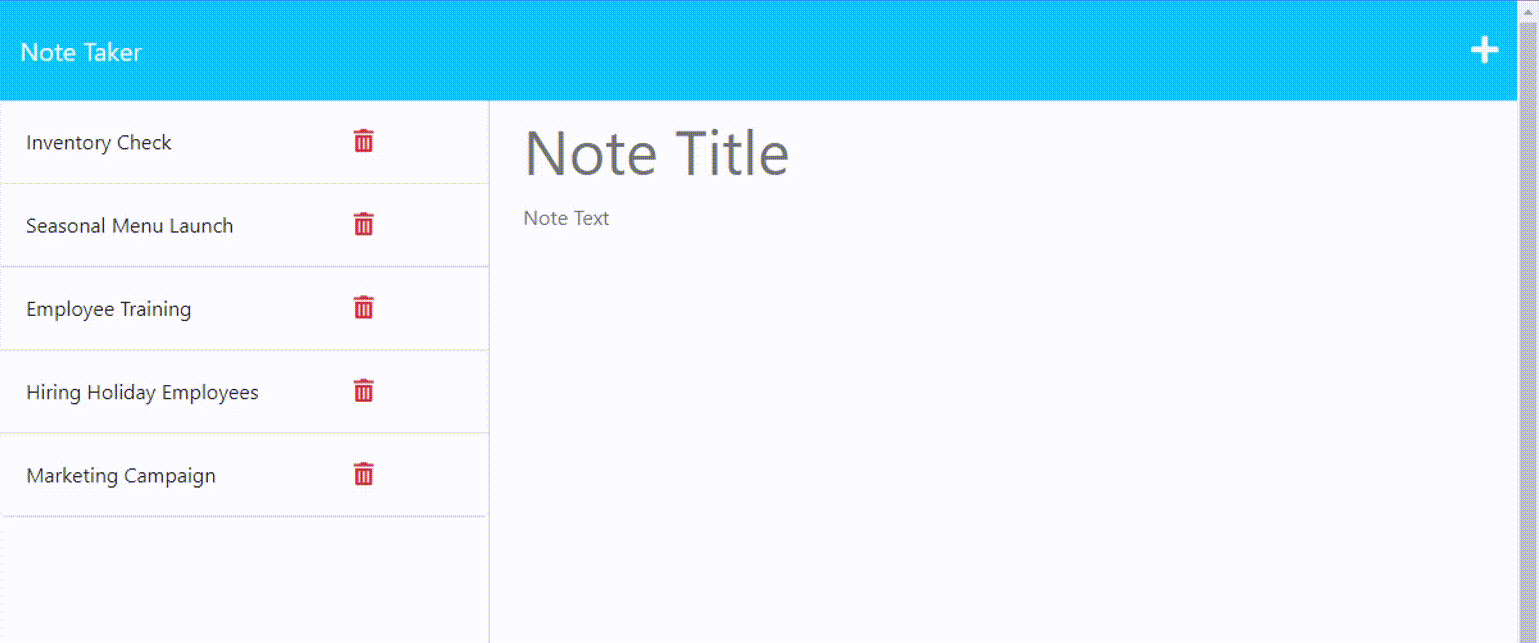 Note Taker
Inventory Check
Seasonal Menu Launch
Employee Training
Hiring Holiday Employees
Marketing Campaign
Note Title
Note Text